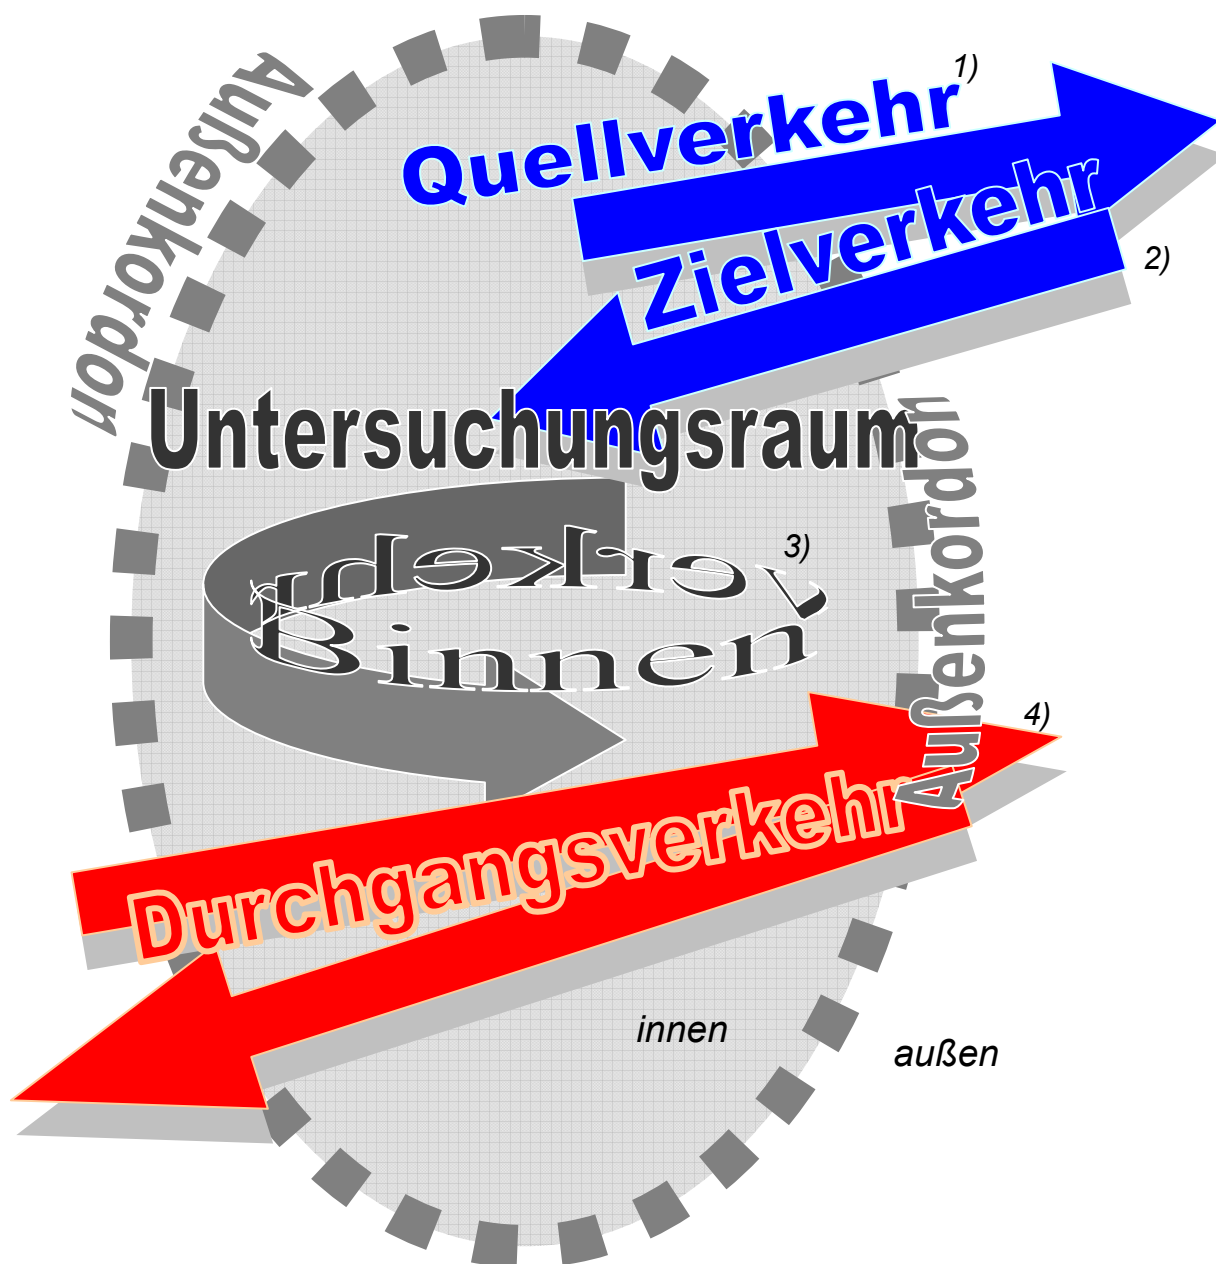 Außenkordon
Quellverkehr
1)
Zielverkehr
2)
Untersuchungsraum
Außenkordon
3)
Binnen
verkehr
4)
Durchgangsverkehr
innen
außen